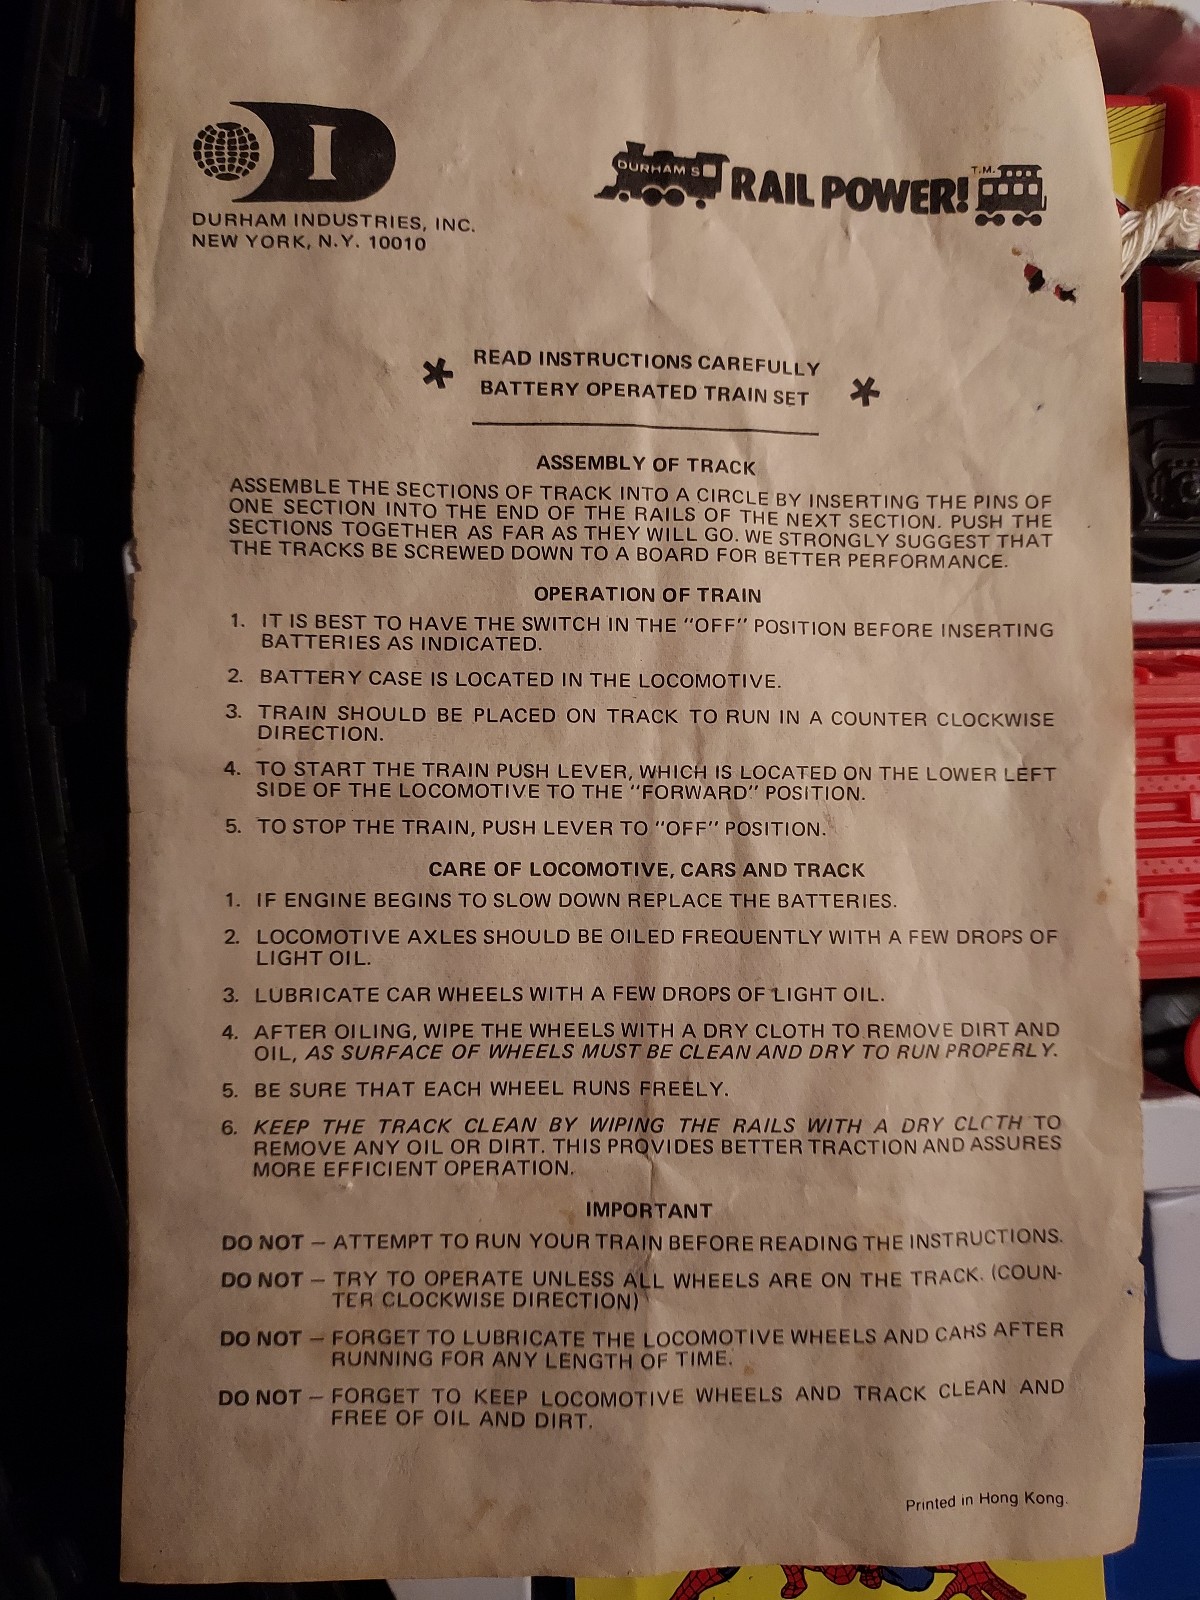 I
DURHAM INDUSTRIES, INC.
NEW YORK, N.Y. 10010
DURHAM'S RAIL POWER! T.M.
* READ INSTRUCTIONS CAREFULLY
BATTERY OPERATED TRAIN SET *
ASSEMBLY OF TRACK
ASSEMBLE THE SECTIONS OF TRACK INTO A CIRCLE BY INSERTING THE PINS OF
ONE SECTION INTO THE END OF THE RAILS OF THE NEXT SECTION. PUSH THE
SECTIONS TOGETHER AS FAR AS THEY WILL GO. WE STRONGLY SUGGEST THAT
THE TRACKS BE SCREWED DOWN TO A BOARD FOR BETTER PERFORMANCE.
OPERATION OF TRAIN
1. IT IS BEST TO HAVE THE SWITCH IN THE "OFF" POSITION BEFORE INSERTING
BATTERIES AS INDICATED.
2. BATTERY CASE IS LOCATED IN THE LOCOMOTIVE.
3. TRAIN SHOULD BE PLACED ON TRACK TO RUN IN A COUNTER CLOCKWISE
DIRECTION.
4. TO START THE TRAIN PUSH LEVER, WHICH IS LOCATED ON THE LOWER LEFT
SIDE OF THE LOCOMOTIVE TO THE "FORWARD" POSITION.
5. TO STOP THE TRAIN, PUSH LEVER TO "OFF" POSITION.
CARE OF LOCOMOTIVE, CARS AND TRACK
1. IF ENGINE BEGINS TO SLOW DOWN REPLACE THE BATTERIES.
2. LOCOMOTIVE AXLES SHOULD BE OILED FREQUENTLY WITH A FEW DROPS OF
LIGHT OIL.
3. LUBRICATE CAR WHEELS WITH A FEW DROPS OF LIGHT OIL.
4. AFTER OILING, WIPE THE WHEELS WITH A DRY CLOTH TO REMOVE DIRT AND
OIL, AS SURFACE OF WHEELS MUST BE CLEAN AND DRY TO RUN PROPERLY.
5. BE SURE THAT EACH WHEEL RUNS FREELY.
6. KEEP THE TRACK CLEAN BY WIPING THE RAILS WITH A DRY CLOTH TO
REMOVE ANY OIL OR DIRT. THIS PROVIDES BETTER TRACTION AND ASSURES
MORE EFFICIENT OPERATION.
IMPORTANT
DO NOT – ATTEMPT TO RUN YOUR TRAIN BEFORE READING THE INSTRUCTIONS.
DO NOT – TRY TO OPERATE UNLESS ALL WHEELS ARE ON THE TRACK. (COUN-
TER CLOCKWISE DIRECTION)
DO NOT – FORGET TO LUBRICATE THE LOCOMOTIVE WHEELS AND CARS AFTER
RUNNING FOR ANY LENGTH OF TIME.
DO NOT – FORGET TO KEEP LOCOMOTIVE WHEELS AND TRACK CLEAN AND
FREE OF OIL AND DIRT.
Printed in Hong Kong.